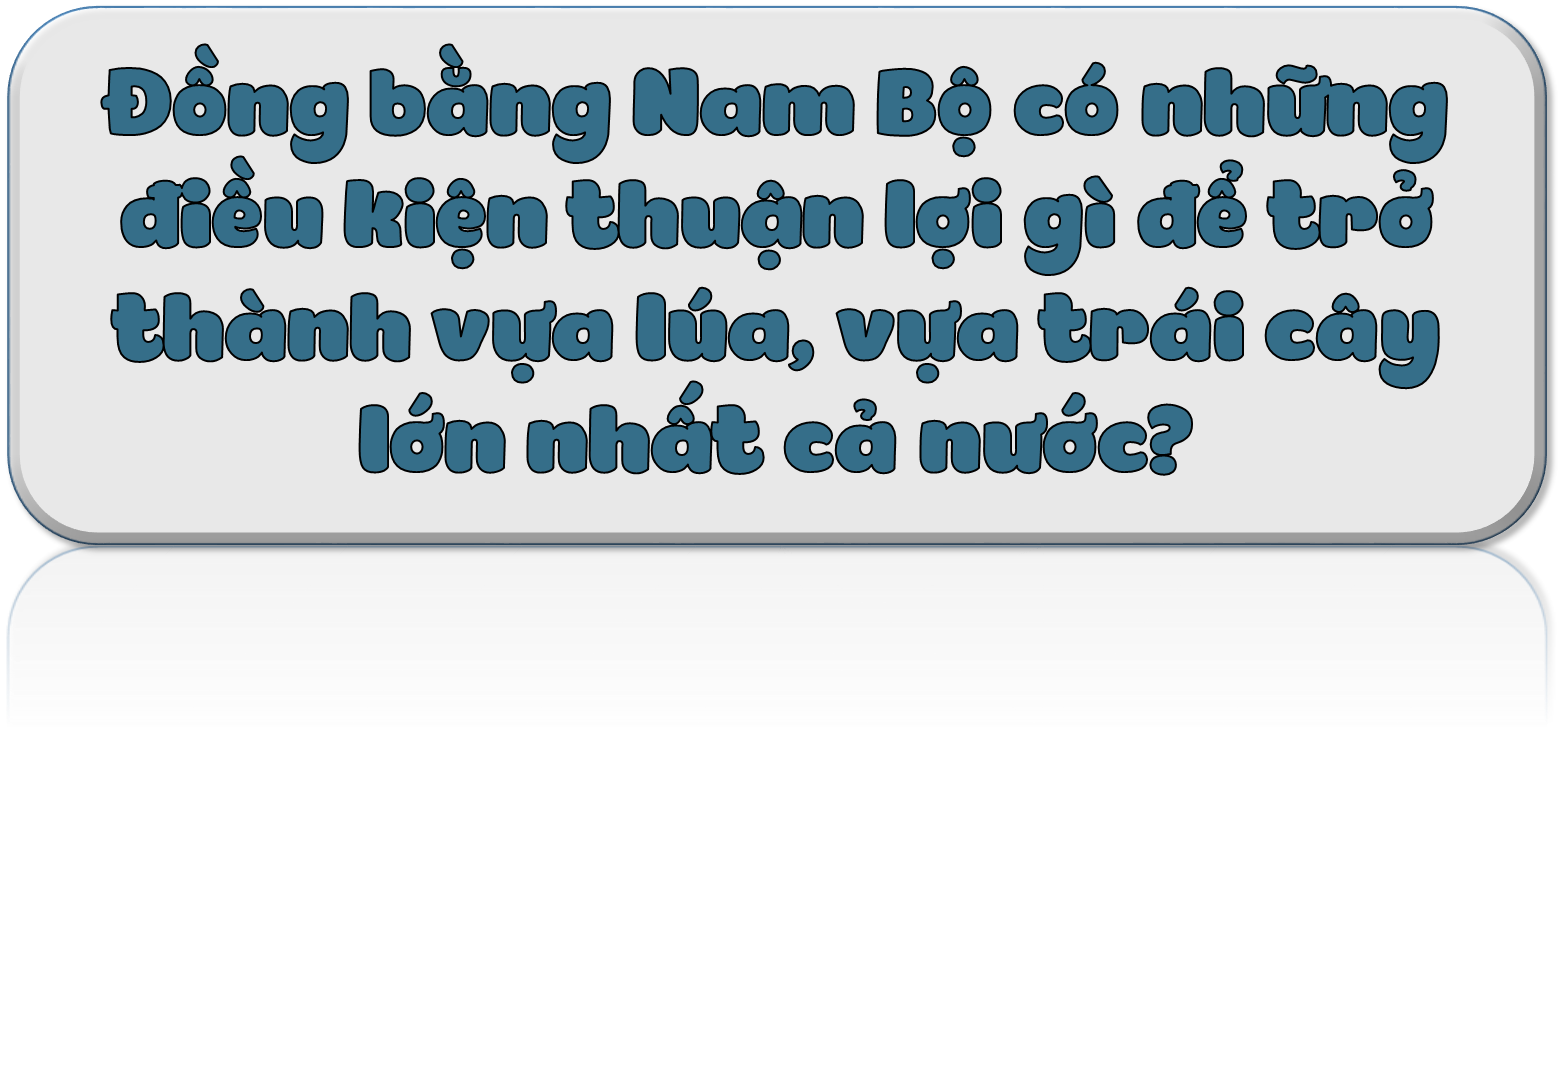 Đồng bằng Nam Bộ có những
điều kiện thuận lợi gì để trở
thành vựa lúa, vựa trái cây
lớn nhất cả nước?